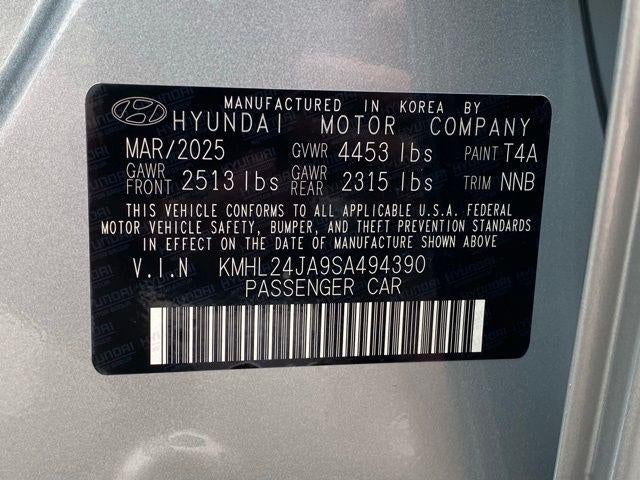 MANUFACTURED IN KOREA BY
HYUNDAI MOTOR COMPANY
MAR/2025 GVWR 4453 lbs PAINT T4A
GAWR FRONT 2513 lbs GAWR REAR 2315 lbs TRIM NNB
THIS VEHICLE CONFORMS TO ALL APPLICABLE U.S.A. FEDERAL
MOTOR VEHICLE SAFETY, BUMPER, AND THEFT PREVENTION STANDARDS
IN EFFECT ON THE DATE OF MANUFACTURE SHOWN ABOVE
V.I.N KMHL24JA9SA494390
PASSENGER CAR